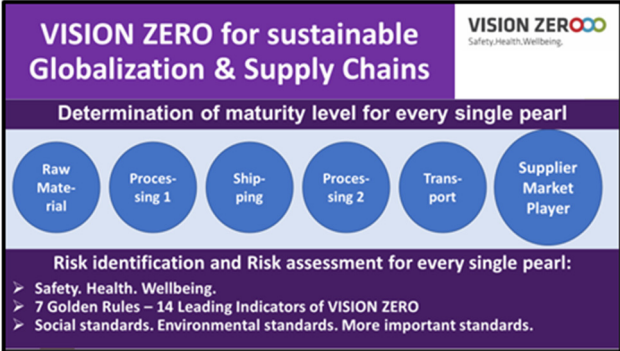 VISION ZERO for sustainable
Globalization & Supply Chains
VISION ZERO
Safety.Health.Wellbeing.
Determination of maturity level for every single pearl
Raw
Mate-
rial
Proces-
sing 1
Ship-
ping
Proces-
sing 2
Trans-
port
Supplier
Market
Player
Risk identification and Risk assessment for every single pearl:
➢ Safety. Health. Wellbeing.
➢ 7 Golden Rules – 14 Leading Indicators of VISION ZERO
➢ Social standards. Environmental standards. More important standards.